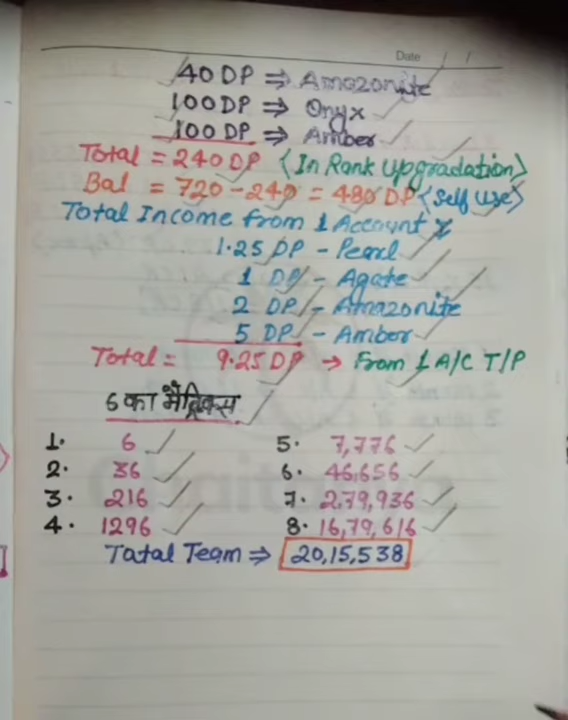 Date / /
40 DP ⇒ Amazonite
100 DP ⇒ Onyx
100 DP ⇒ Amber
Total = 240 DP (In Rank Upgradation)
Bal = 720 - 240 = 480 DP (Self Use)
Total Income From 1 Account %
1.25 DP - Pearl
1 DP - Agate
2 DP - Amazonite
5 DP - Amber
Total = 9.25 DP → From 1 A/C T/P
6 का मैट्रिक्स
1. 6
2. 36
3. 216
4. 1296
5. 7,776
6. 46,656
7. 2,79,936
8. 16,79,616
Tatal Team ⇒ 20,15,538